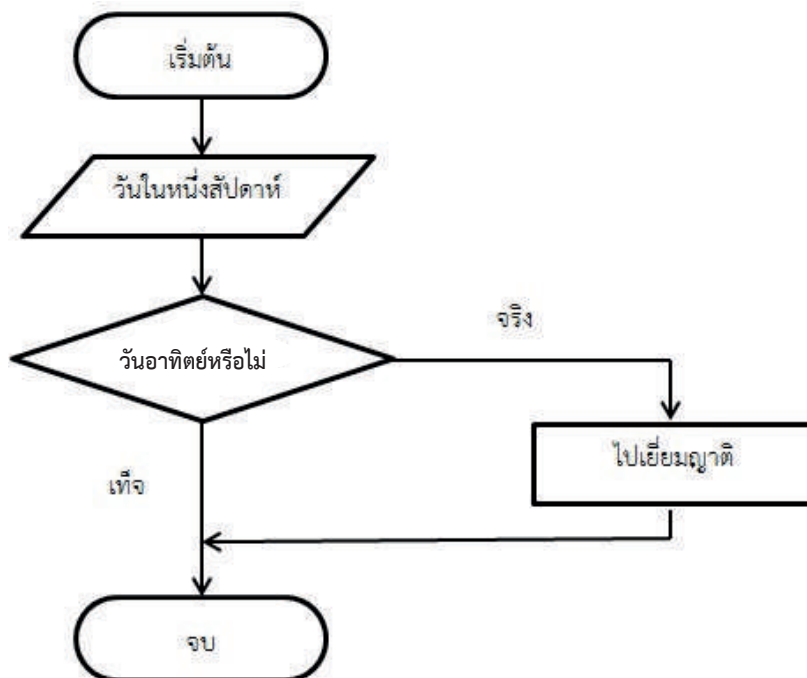 เริ่มต้น
วันในหนึ่งสัปดาห์
จริง
วันอาทิตย์หรือไม่
ไปเยี่ยมญาติ
เท็จ
จบ